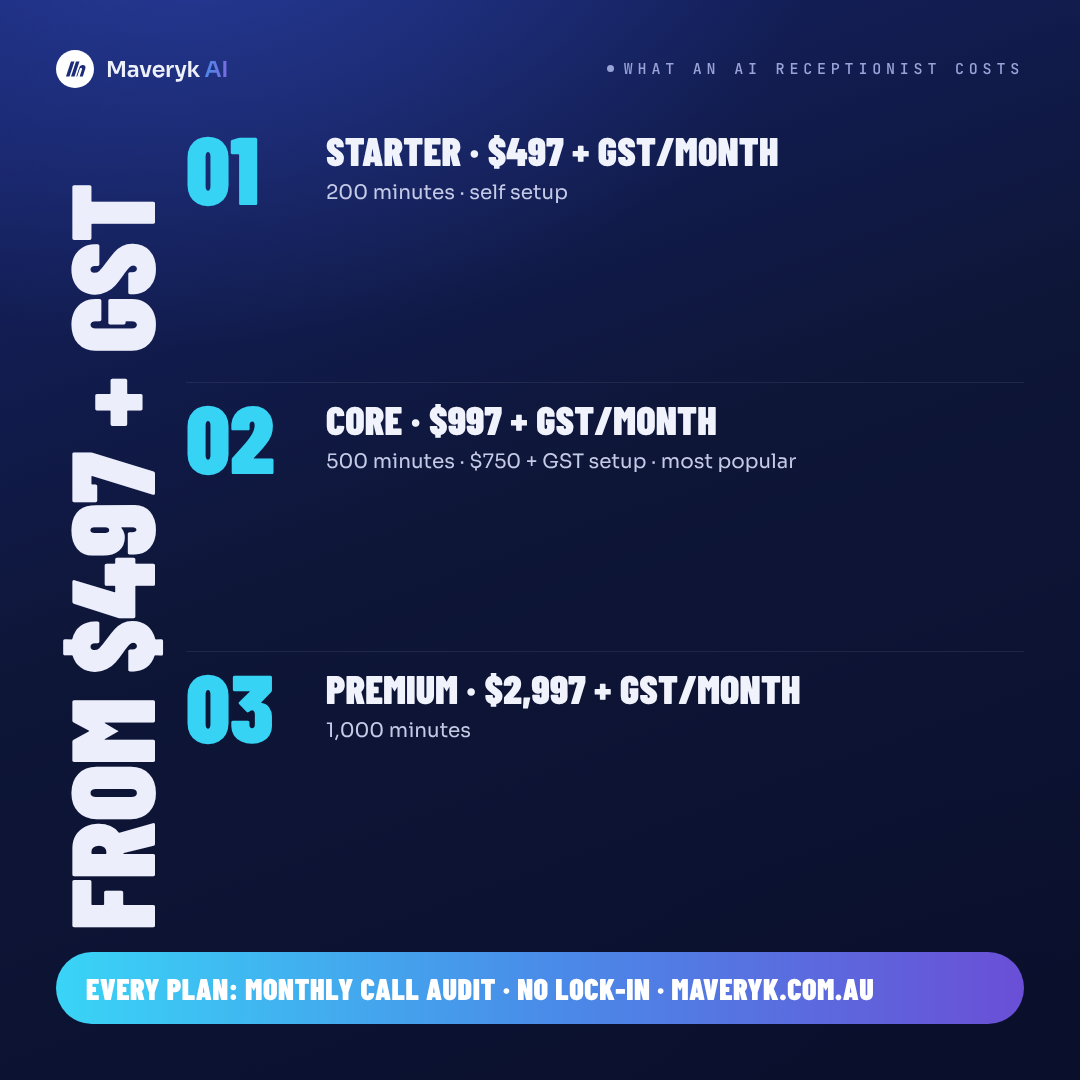 Maveryk AI
WHAT AN AI RECEPTIONIST COSTS
FROM $497 + GST
01
STARTER · $497 + GST/MONTH
200 minutes · self setup
02
CORE · $997 + GST/MONTH
500 minutes · $750 + GST setup · most popular
03
PREMIUM · $2,997 + GST/MONTH
1,000 minutes
EVERY PLAN: MONTHLY CALL AUDIT · NO LOCK-IN · MAVERYK.COM.AU